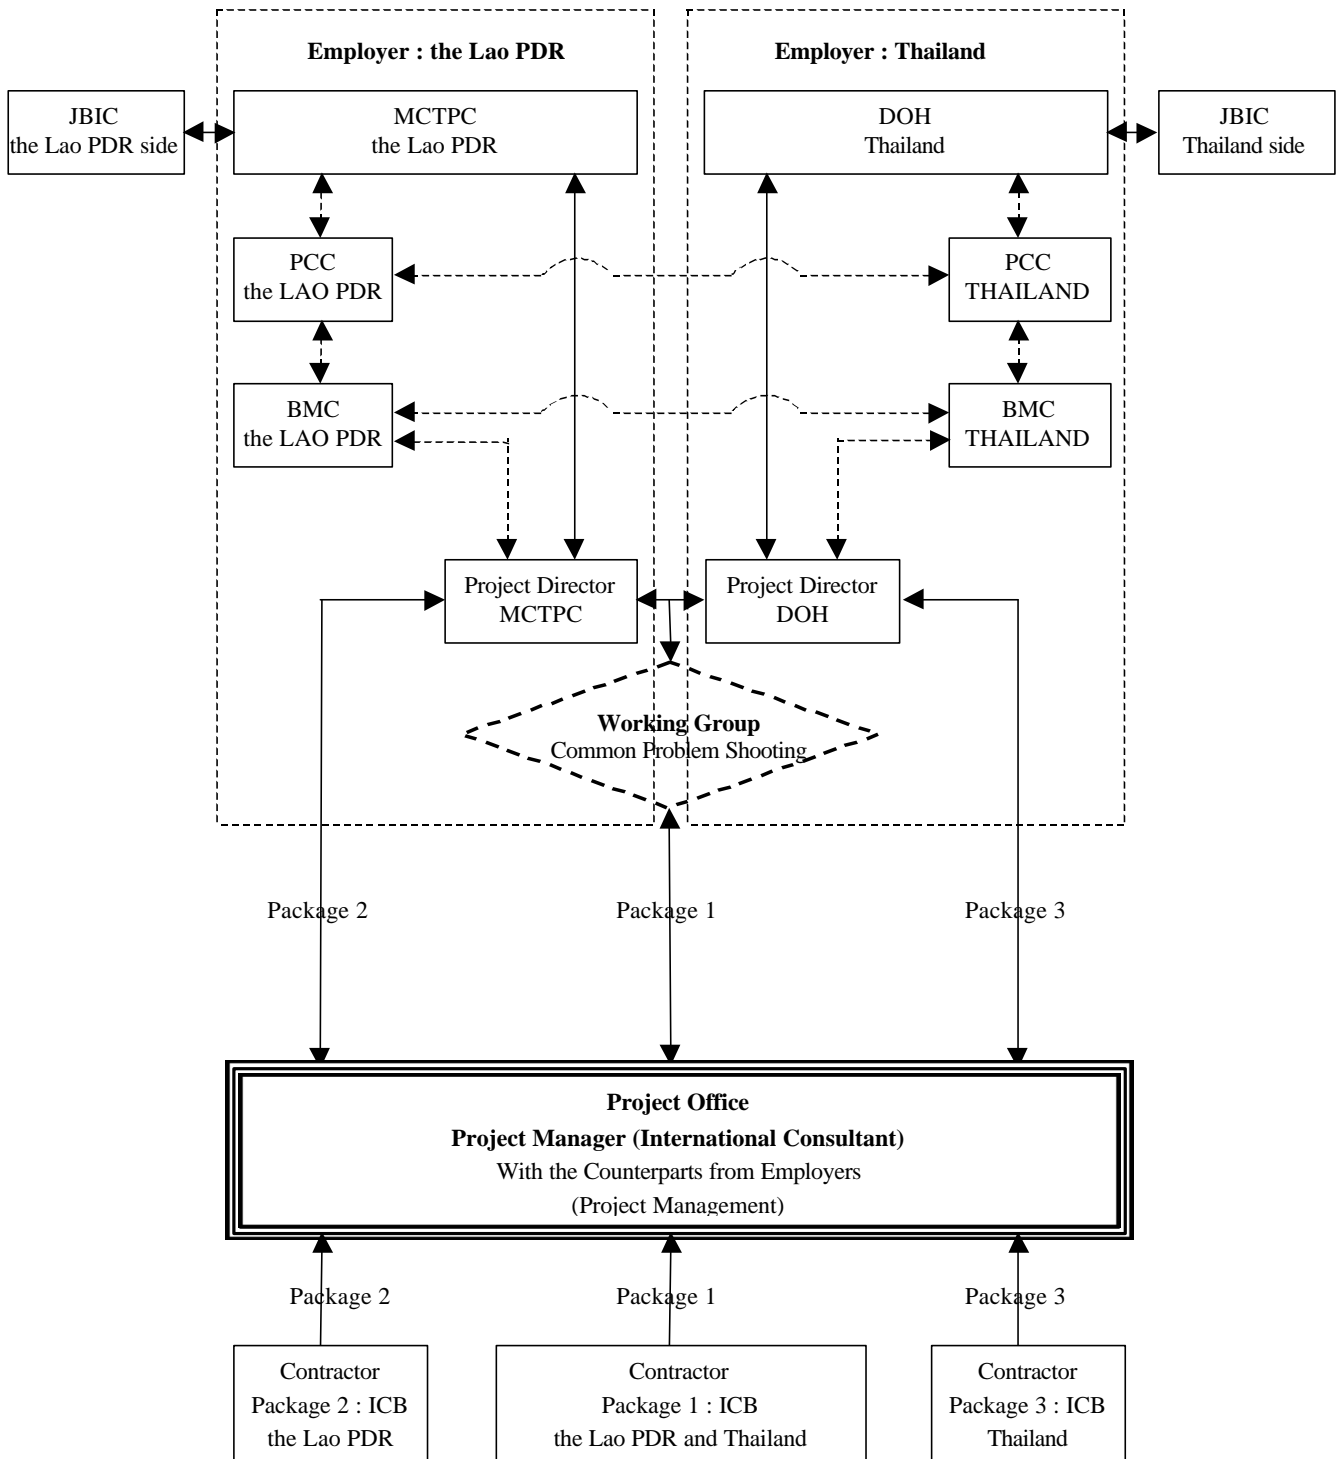 Employer : the Lao PDR
Employer : Thailand
JBIC
the Lao PDR side
MCTPC
the Lao PDR
DOH
Thailand
JBIC
Thailand side
PCC
the LAO PDR
PCC
THAILAND
BMC
the LAO PDR
BMC
THAILAND
Project Director
MCTPC
Project Director
DOH
Working Group
Common Problem Shooting
Package 2
Package 1
Package 3
Project Office
Project Manager (International Consultant)
With the Counterparts from Employers
(Project Management)
Package 2
Package 1
Package 3
Contractor
Package 2 : ICB
the Lao PDR
Contractor
Package 1 : ICB
the Lao PDR and Thailand
Contractor
Package 3 : ICB
Thailand